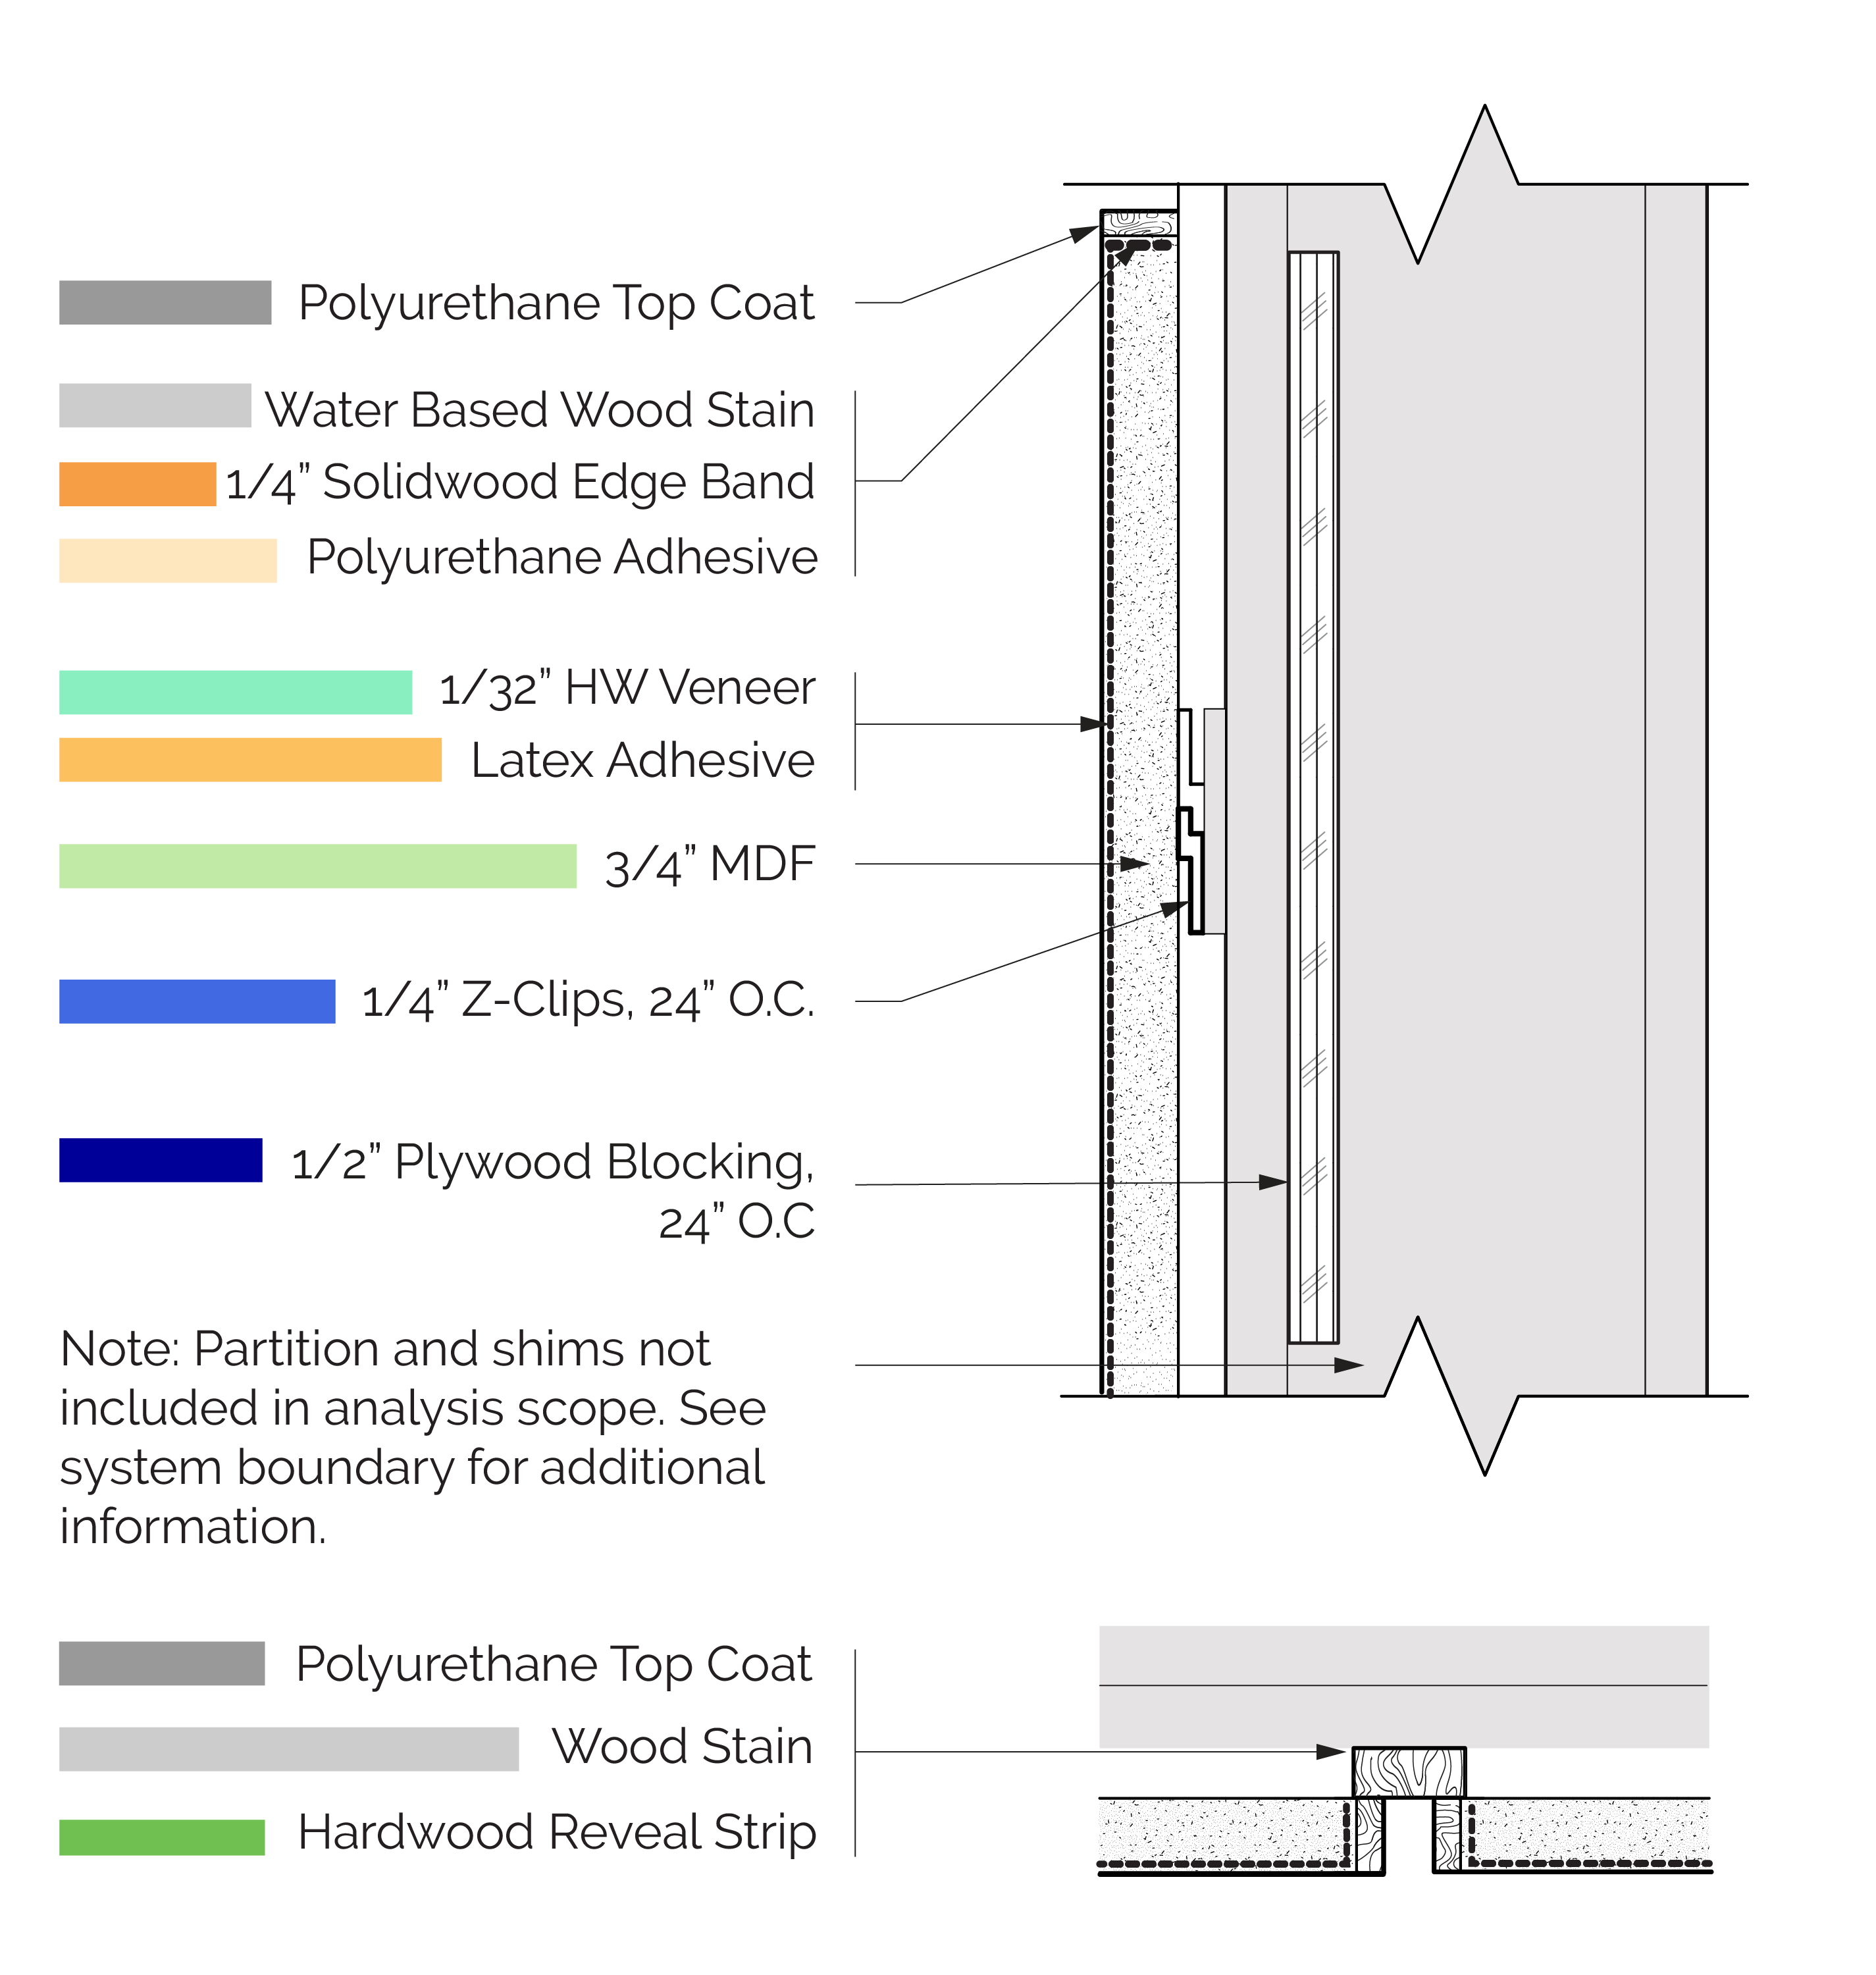 Polyurethane Top Coat
Water Based Wood Stain
1/4” Solidwood Edge Band
Polyurethane Adhesive
1/32” HW Veneer
Latex Adhesive
3/4” MDF
1/4” Z-Clips, 24” O.C.
1/2” Plywood Blocking,
24” O.C
Note: Partition and shims not
included in analysis scope. See
system boundary for additional
information.
Polyurethane Top Coat
Wood Stain
Hardwood Reveal Strip